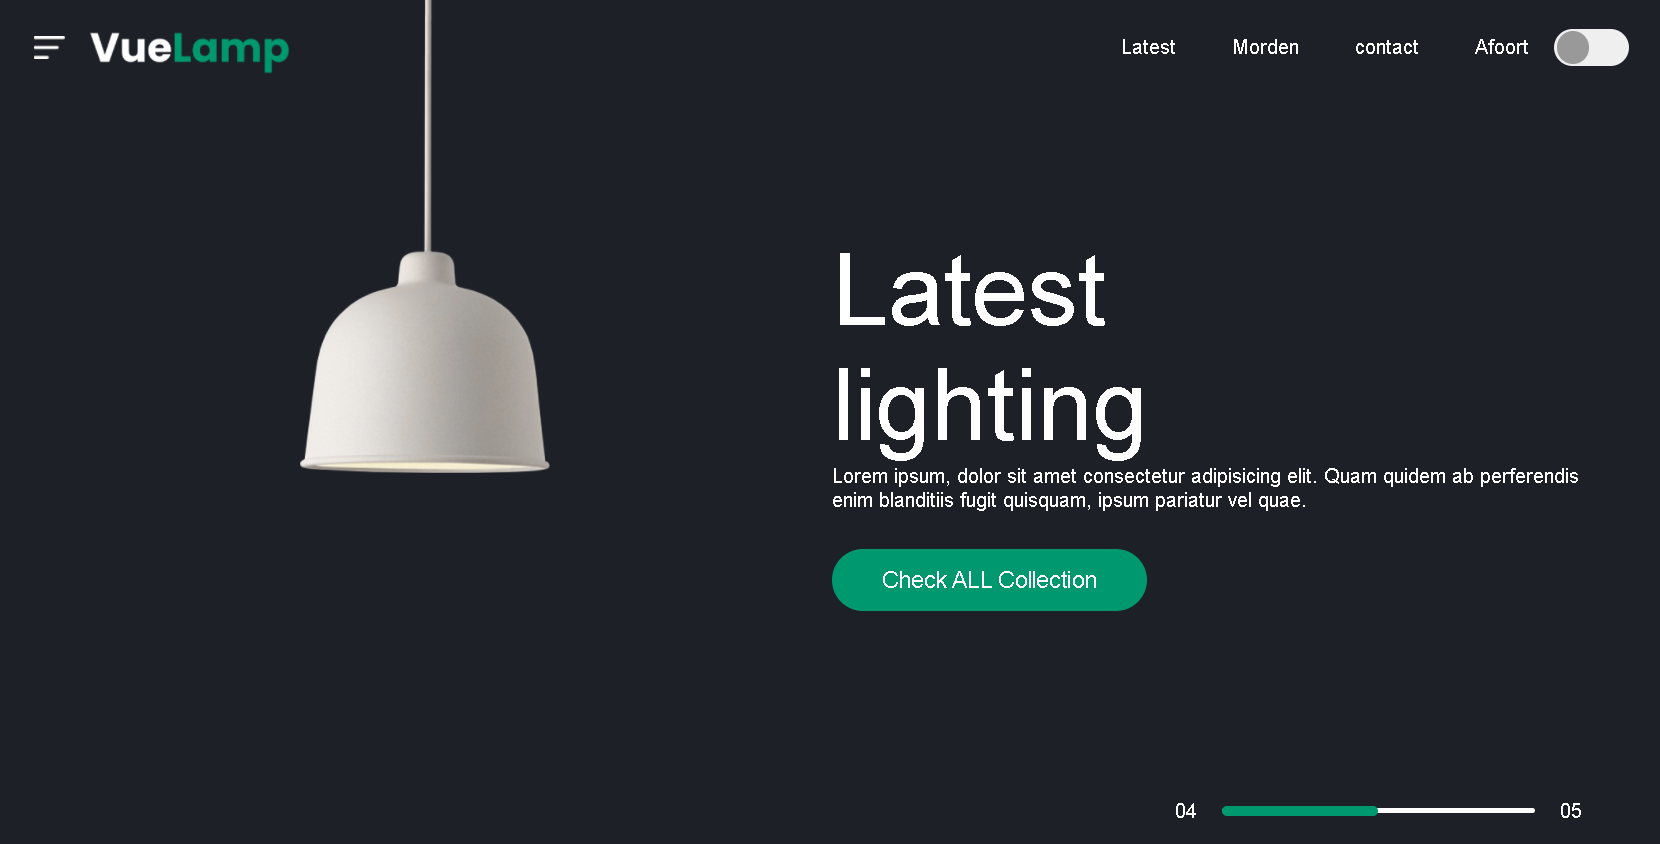 VueLamp
Latest Morden contact Afoort
Latest
lighting
Lorem ipsum, dolor sit amet consectetur adipisicing elit. Quam quidem ab perferendis
enim blanditiis fugit quisquam, ipsum pariatur vel quae.
Check ALL Collection
04 05